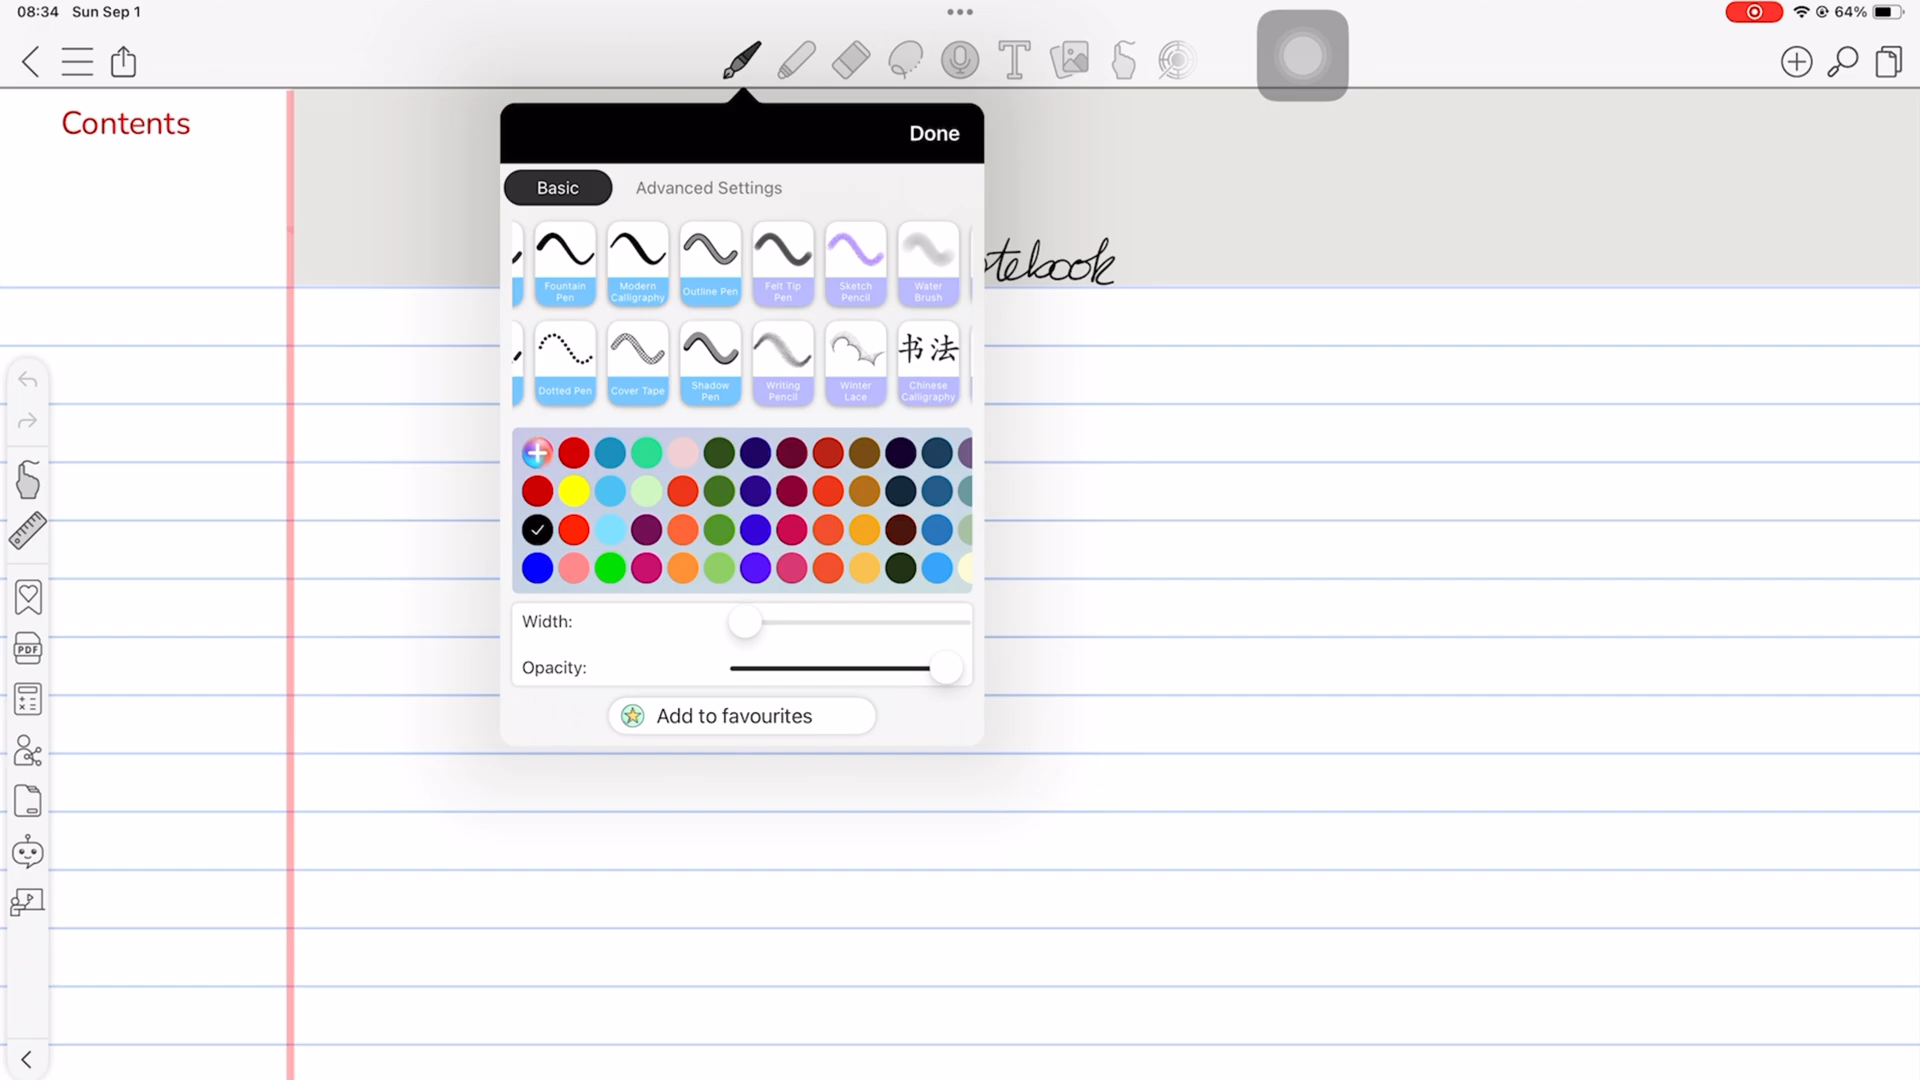 08:34 Sun Sep 1
64%
Contents
Done
Basic
Advanced Settings
tebook
Fountain Pen
Modern Calligraphy
Outline Pen
Felt Tip Pen
Sketch Pencil
Water Brush
书法
Dotted Pen
Cover Tape
Shadow Pen
Writing Pencil
Winter Lace
Chinese Calligraphy
PDF
Width:
Opacity:
Add to favourites